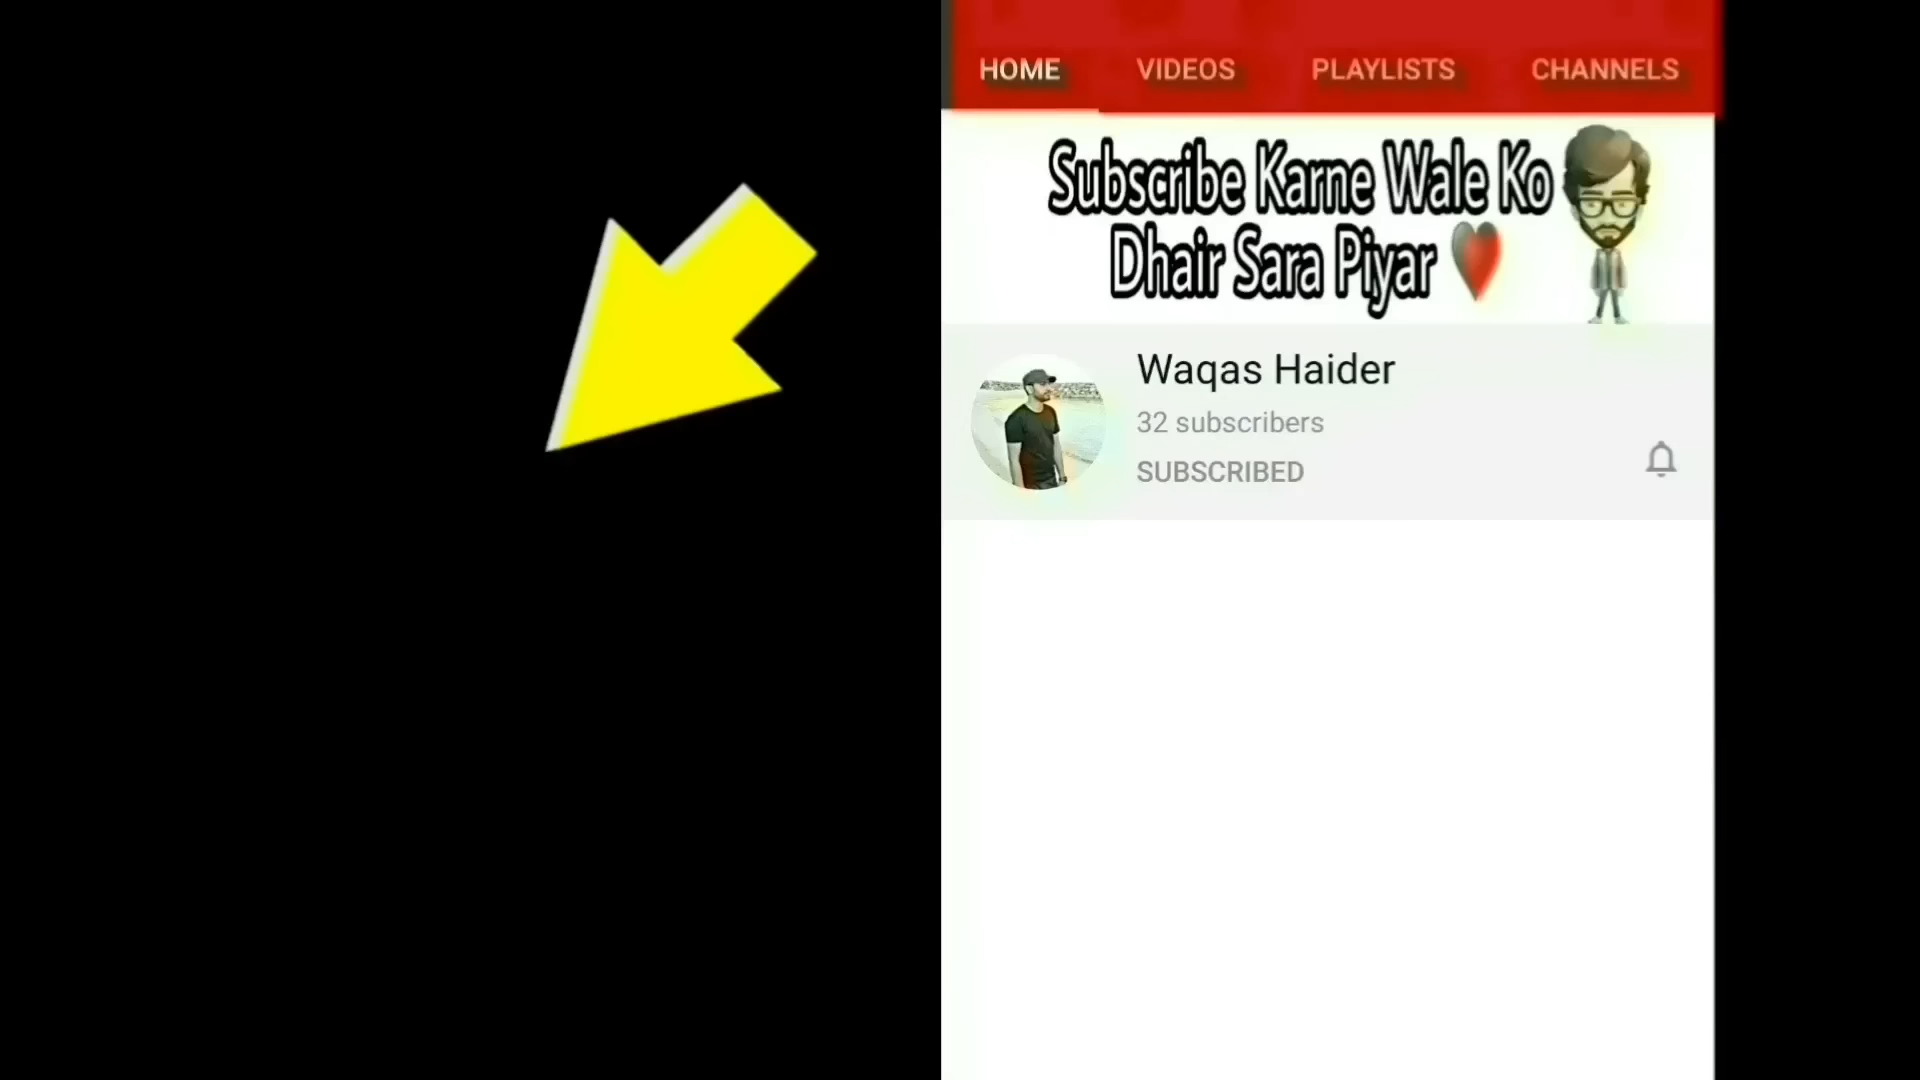 HOME VIDEOS PLAYLISTS CHANNELS
Subscribe Karne Wale Ko
Dhair Sara Piyar
Waqas Haider
32 subscribers
SUBSCRIBED